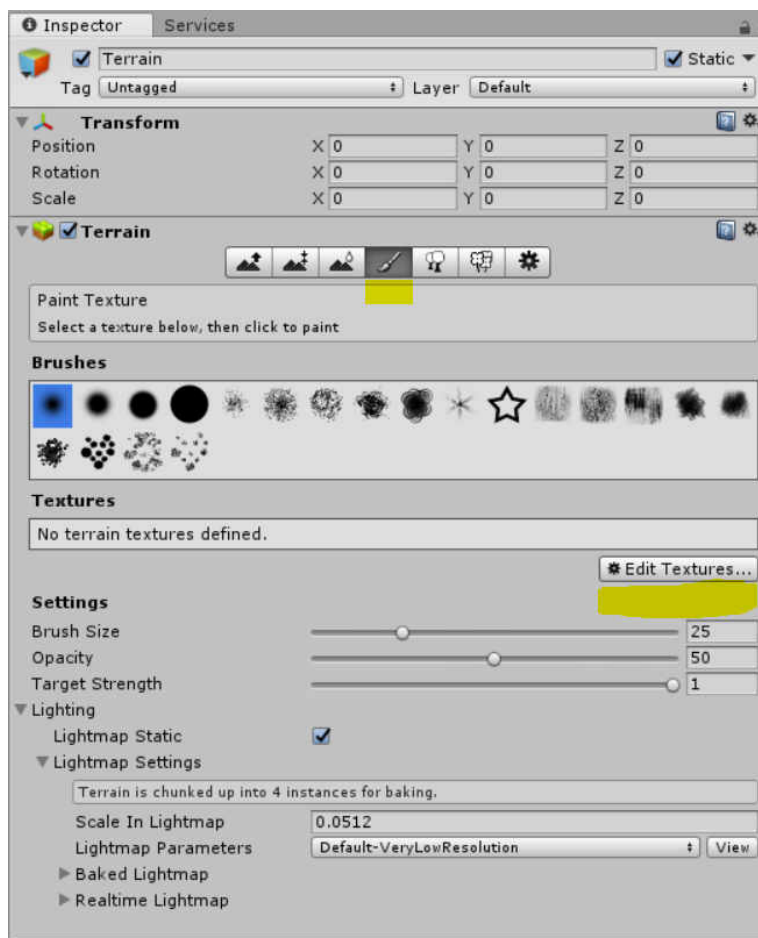 Inspector Services
Terrain Static
Tag Untagged Layer Default
Transform
Position X 0 Y 0 Z 0
Rotation X 0 Y 0 Z 0
Scale X 0 Y 0 Z 0
Terrain
Paint Texture
Select a texture below, then click to paint
Brushes
Textures
No terrain textures defined.
Edit Textures...
Settings
Brush Size 25
Opacity 50
Target Strength 1
Lighting
Lightmap Static
Lightmap Settings
Terrain is chunked up into 4 instances for baking.
Scale In Lightmap 0.0512
Lightmap Parameters Default-VeryLowResolution View
Baked Lightmap
Realtime Lightmap